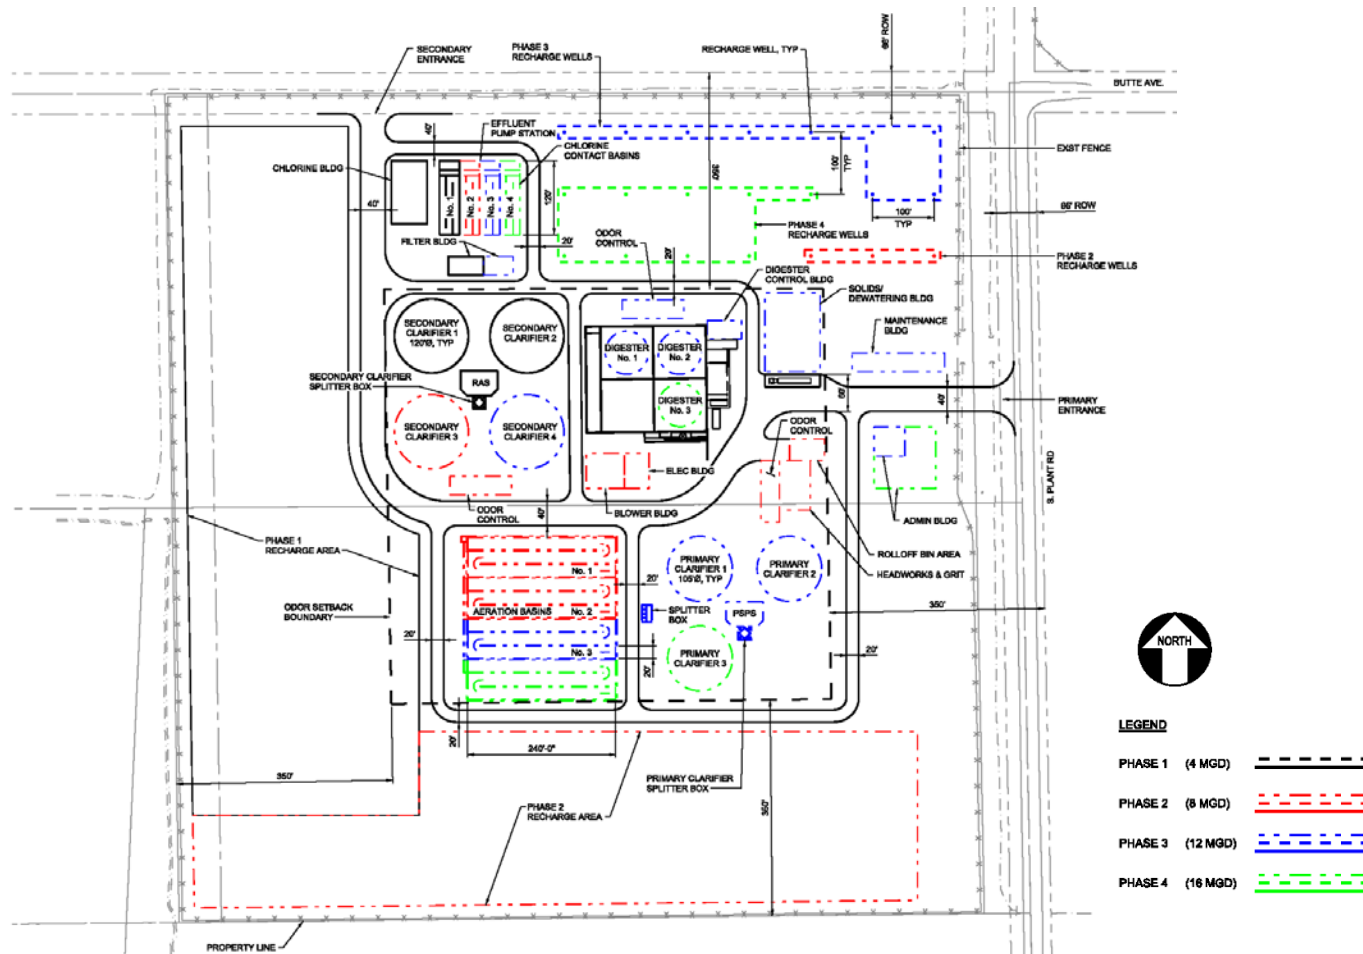 PHASE 3
RECHARGE WELLS
SECONDARY
ENTRANCE
RECHARGE WELL, TYP
66' ROW
BUTTE AVE.
EFFLUENT
PUMP STATION
40'
CHLORINE
CONTACT BASINS
EXST FENCE
CHLORINE BLDG
No. 1
No. 2
No. 3
No. 4
120'
350'
100'
TYP
40'
66' ROW
100'
TYP
PHASE 4
RECHARGE WELLS
FILTER BLDG
20'
ODOR
CONTROL
20'
PHASE 2
RECHARGE WELLS
DIGESTER
CONTROL BLDG
SOLIDS/
DEWATERING BLDG
MAINTENANCE
BLDG
SECONDARY
CLARIFIER 1
120'Ø, TYP
SECONDARY
CLARIFIER 2
DIGESTER
No. 1
DIGESTER
No. 2
SECONDARY CLARIFIER
SPLITTER BOX
RAS
DIGESTER
No. 3
40'
PRIMARY
ENTRANCE
SECONDARY
CLARIFIER 3
SECONDARY
CLARIFIER 4
ODOR
CONTROL
ELEC BLDG
S. PLANT RD
ODOR
CONTROL
40'
BLOWER BLDG
ADMIN BLDG
PHASE 1
RECHARGE AREA
ROLLOFF BIN AREA
HEADWORKS & GRIT
No. 1
PRIMARY
CLARIFIER 1
105'Ø, TYP
PRIMARY
CLARIFIER 2
20'
350'
ODOR SETBACK
BOUNDARY
AERATION BASINS
No. 2
SPLITTER
BOX
PSPS
20'
No. 3
20'
PRIMARY
CLARIFIER 3
20'
NORTH
20'
240'-0"
LEGEND
350'
PRIMARY CLARIFIER
SPLITTER BOX
350'
PHASE 2
RECHARGE AREA
PHASE 1 (4 MGD)
PHASE 2 (8 MGD)
PHASE 3 (12 MGD)
PHASE 4 (16 MGD)
PROPERTY LINE